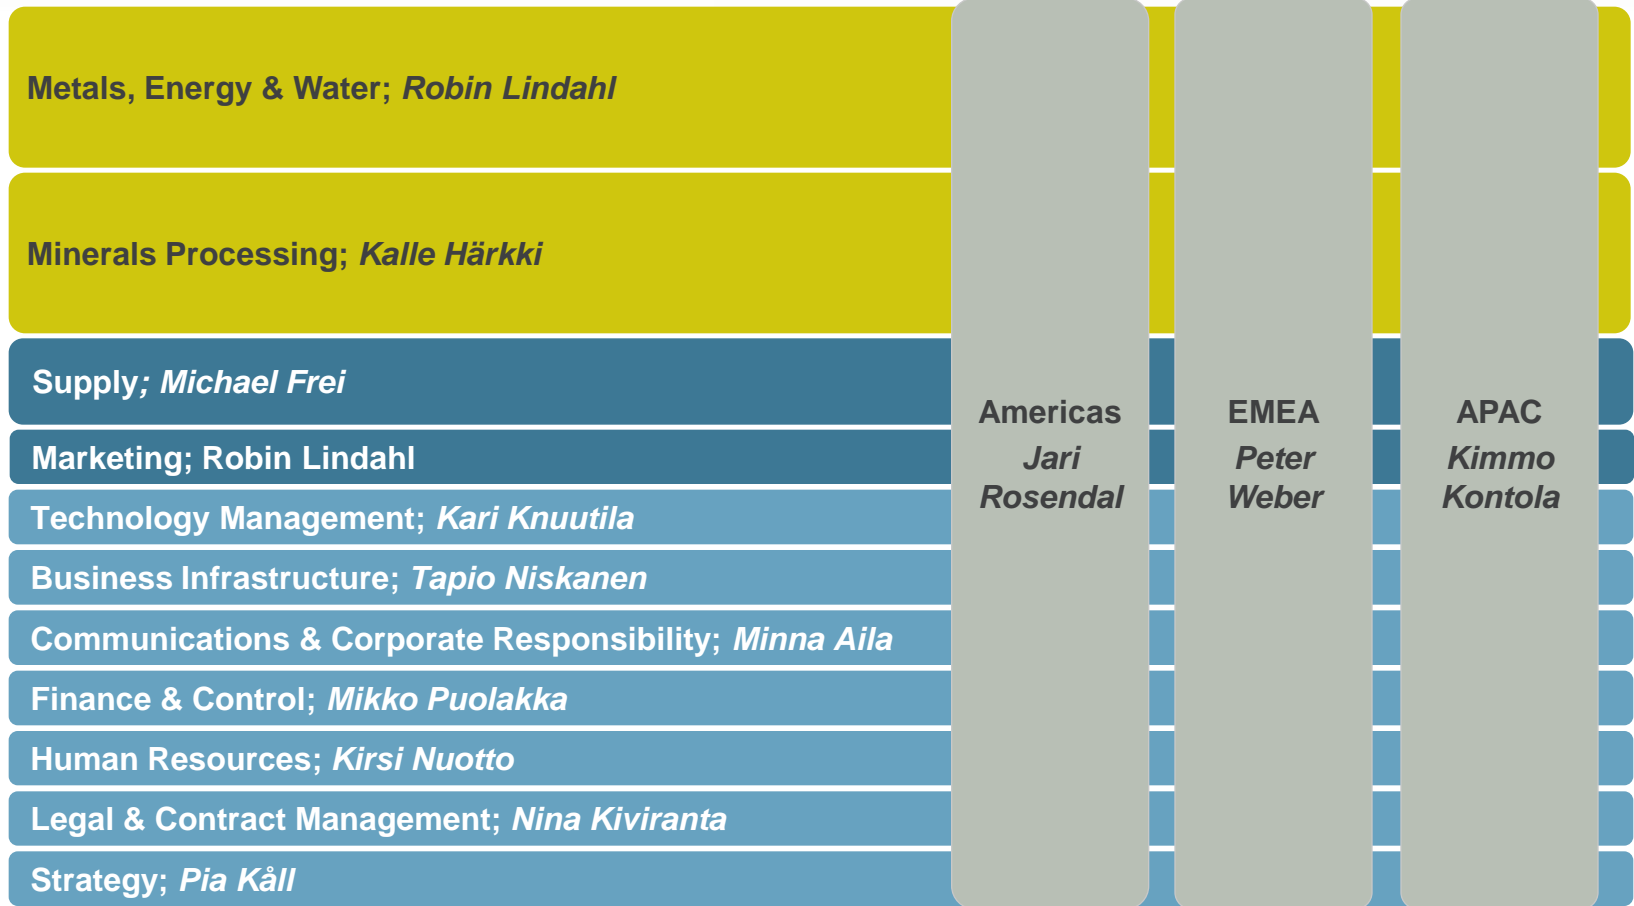 Metals, Energy & Water; Robin Lindahl
Minerals Processing; Kalle Härkki
Supply; Michael Frei
Marketing; Robin Lindahl
Technology Management; Kari Knuutila
Business Infrastructure; Tapio Niskanen
Communications & Corporate Responsibility; Minna Aila
Finance & Control; Mikko Puolakka
Human Resources; Kirsi Nuotto
Legal & Contract Management; Nina Kiviranta
Strategy; Pia Kåll
Americas
Jari
Rosendal
EMEA
Peter
Weber
APAC
Kimmo
Kontola